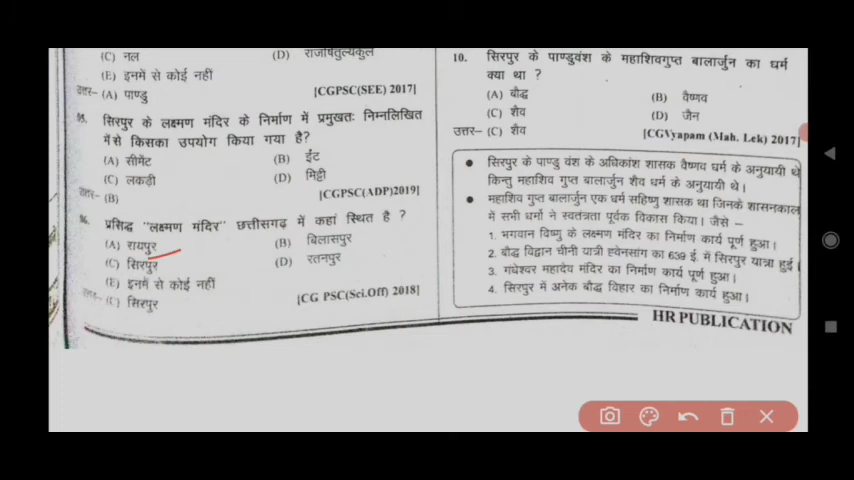 (C) नल
(D) राजर्षितुल्यकुल
(E) इनमें से कोई नहीं
उत्तर– (A) पाण्डु
[CGPSC(SEE) 2017]
सिरपुर के लक्ष्मण मंदिर के निर्माण में प्रमुखतः निम्नलिखित
में से किसका उपयोग किया गया है?
(A) सीमेंट
(B) ईंट
(C) लकड़ी
(D) मिट्टी
उत्तर– (B)
[CGPSC(ADP)2019]
प्रसिद्ध "लक्ष्मण मंदिर" छत्तीसगढ़ में कहां स्थित है ?
(A) रायपुर
(B) बिलासपुर
(C) सिरपुर
(D) रतनपुर
(E) इनमें से कोई नहीं
उत्तर– (C) सिरपुर
[CG PSC(Sci.Off) 2018]
10. सिरपुर के पाण्डुवंश के महाशिवगुप्त बालार्जुन का धर्म
क्या था ?
(A) बौद्ध
(B) वैष्णव
(C) शैव
(D) जैन
उत्तर– (C) शैव
[CGVyapam (Mah. Lek) 2017]
● सिरपुर के पाण्डु वंश के अधिकांश शासक वैष्णव धर्म के अनुयायी थे
किन्तु महाशिव गुप्त बालार्जुन शैव धर्म के अनुयायी थे।
● महाशिव गुप्त बालार्जुन एक धर्म सहिष्णु शासक था जिनके शासनकाल
में सभी धर्मो ने स्वतंत्रता पूर्वक विकास किया। जैसे –
1. भगवान विष्णु के लक्ष्मण मंदिर का निर्माण कार्य पूर्ण हुआ।
2. बौद्ध विद्वान चीनी यात्री ह्वेनसांग का 639 ई. में सिरपुर यात्रा हुई।
3. गंधेश्वर महादेव मंदिर का निर्माण कार्य पूर्ण हुआ।
4. सिरपुर में अनेक बौद्ध विहार का निर्माण कार्य हुआ।
HR PUBLICATION